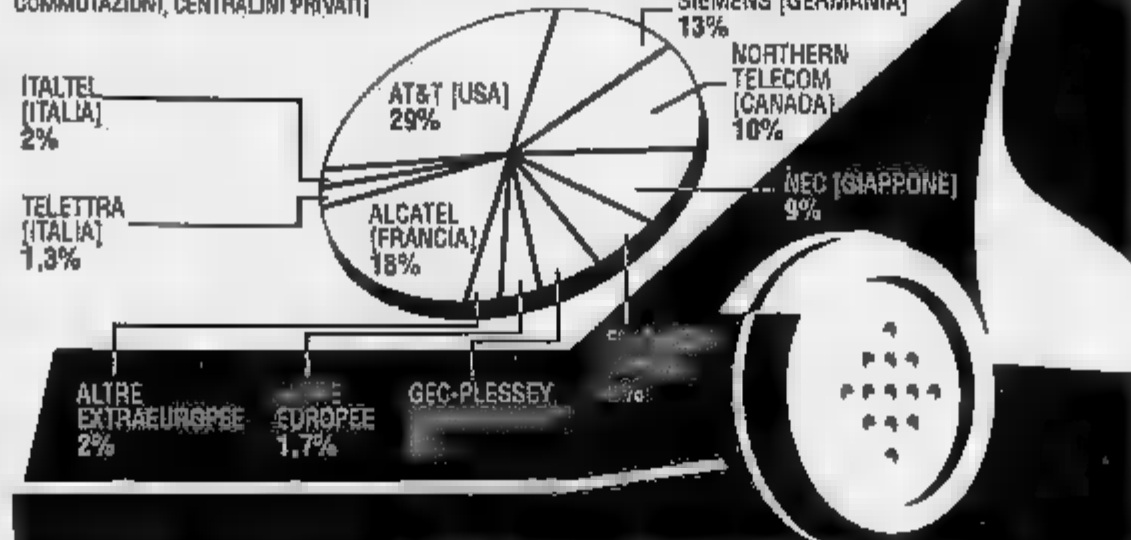 COMMUTAZIONI, CENTRALINI PRIVATI]
SIEMENS [GERMANIA]
13%
NORTHERN
TELECOM
[CANADA]
10%
AT&T [USA]
29%
ITALTEL
[ITALIA]
2%
NEC [GIAPPONE]
9%
TELETTRA
[ITALIA]
1,3%
ALCATEL
[FRANCIA]
18%
ALTRE
EXTRAEUROPEE
2%
EUROPEE
1,7%
GEC-PLESSEY